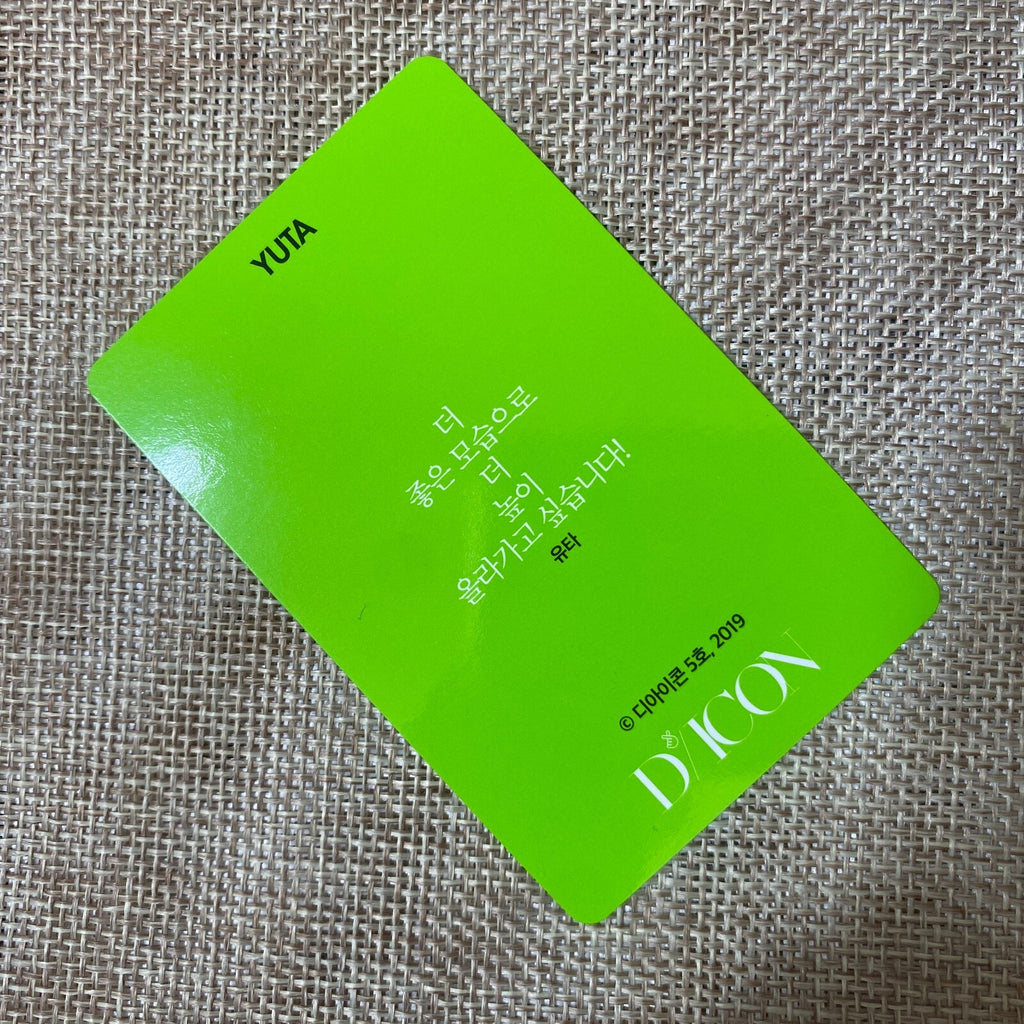 YUTA
더
좋은 모습으로
더
높이
올라가고 싶습니다!
유타
© 디아이콘 5호, 2019
D/ICON